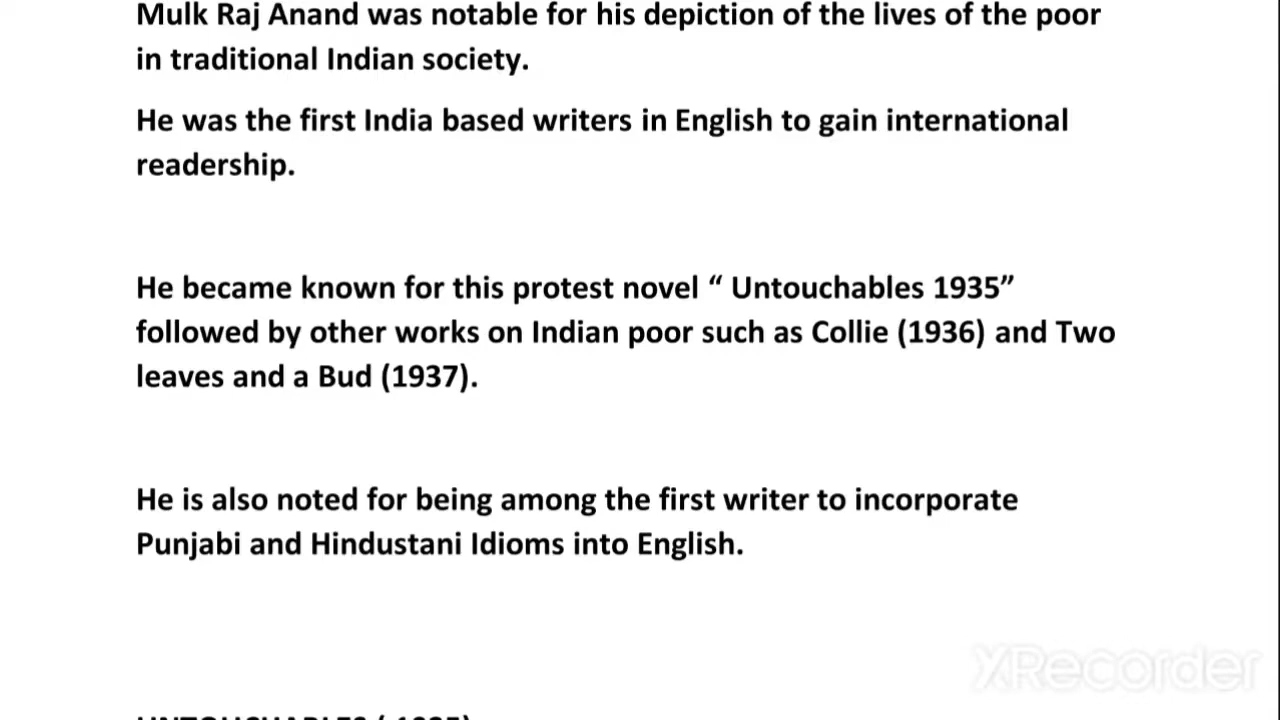 Mulk Raj Anand was notable for his depiction of the lives of the poor
in traditional Indian society.
He was the first India based writers in English to gain international
readership.
He became known for this protest novel “ Untouchables 1935”
followed by other works on Indian poor such as Collie (1936) and Two
leaves and a Bud (1937).
He is also noted for being among the first writer to incorporate
Punjabi and Hindustani Idioms into English.
XRecorder
UNTOUCHABLES ( 1935)